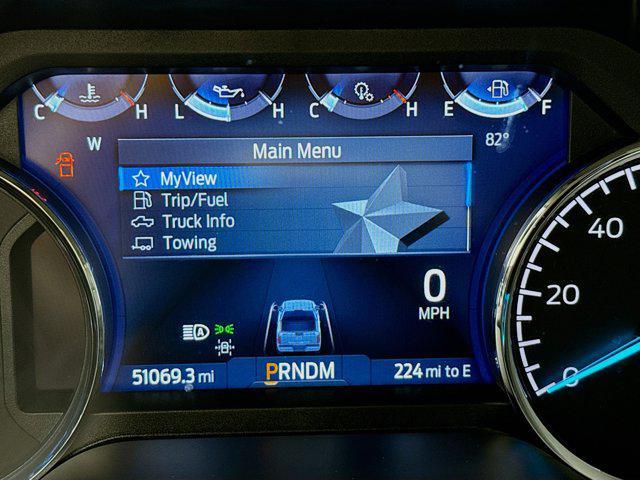 C H L H C H E F
W 82°
Main Menu
MyView
Trip/Fuel
Truck Info
Towing
0
MPH
A
51069.3 mi PRNDM 224 mi to E
40
20
0